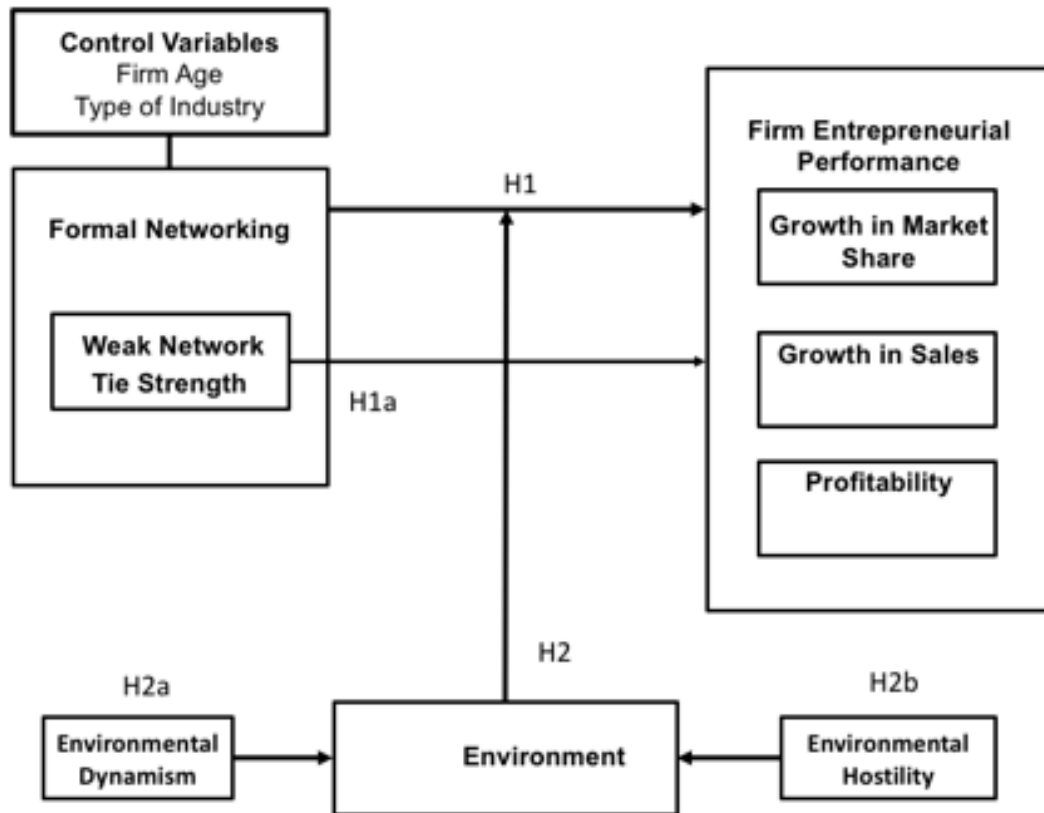 Control Variables
Firm Age
Type of Industry
Formal Networking
Weak Network
Tie Strength
H1
H1a
Firm Entrepreneurial
Performance
Growth in Market
Share
Growth in Sales
Profitability
H2
H2a
Environmental
Dynamism
Environment
H2b
Environmental
Hostility